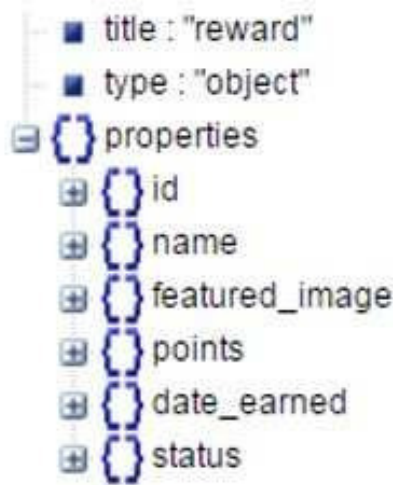 title : "reward"
type : "object"
properties
id
name
featured_image
points
date_earned
status